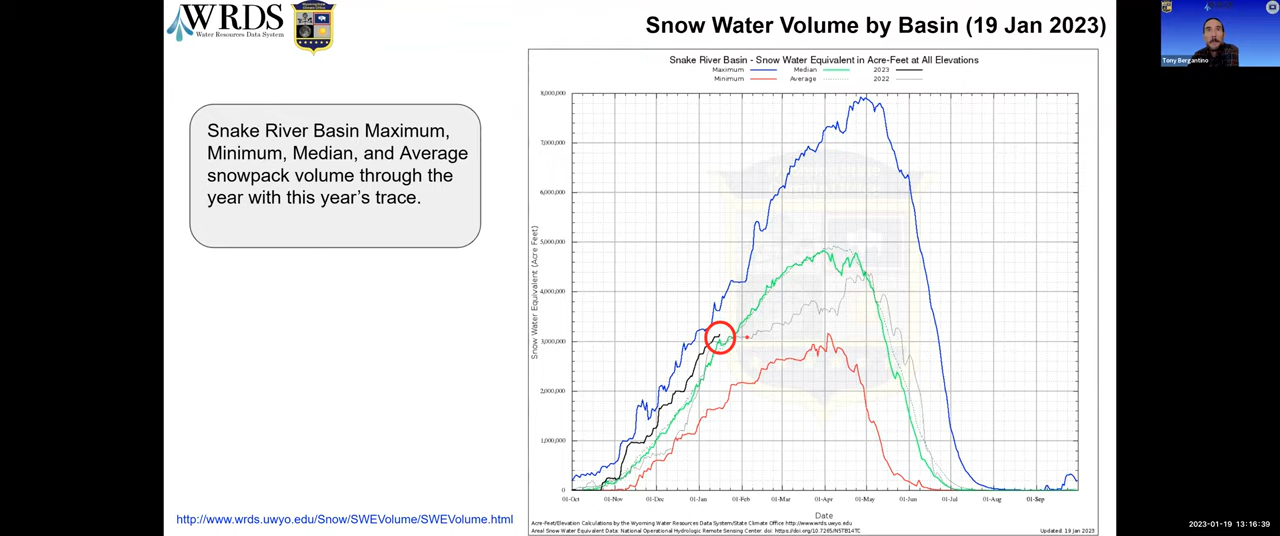 WRDS
Water Resources Data System
Snow Water Volume by Basin (19 Jan 2023)
Tony Bergantino
Snake River Basin Maximum,
Minimum, Median, and Average
snowpack volume through the
year with this year's trace.
Snake River Basin - Snow Water Equivalent in Acre-Feet at All Elevations
Maximum Median 2023
Minimum Average 2022
Snow Water Equivalent (Acre Feet)
8,000,000
7,000,000
6,000,000
5,000,000
4,000,000
3,000,000
2,000,000
1,000,000
0
01-Oct 01-Nov 01-Dec 01-Jan 01-Feb 01-Mar 01-Apr 01-May 01-Jun 01-Jul 01-Aug 01-Sep
Date
Acre-Feet/Elevation Calculations by the Wyoming Water Resources Data System/State Climate Office http://www.wrds.uwyo.edu
Areal Snow Water Equivalent Data: National Operational Hydrologic Remote Sensing Center: doi: https://doi.org/10.7265/N5TB14TC
Updated: 19 Jan 2023
http://www.wrds.uwyo.edu/Snow/SWEVolume/SWEVolume.html
2023-01-19 13:16:39